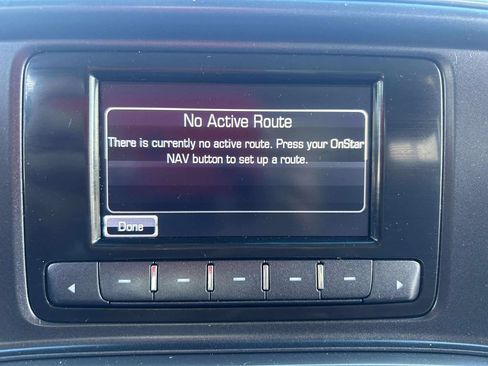 No Active Route
There is currently no active route. Press your OnStar
NAV button to set up a route.
Done